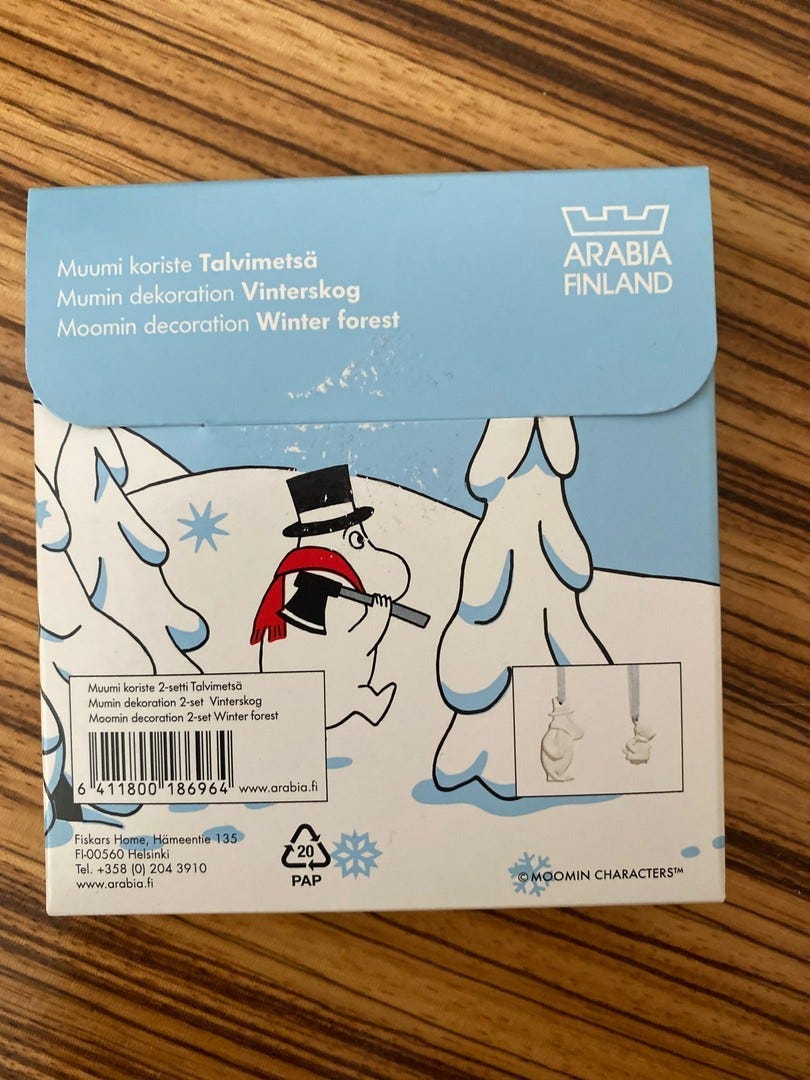 Muumi koriste Talvimetsä
Mumin dekoration Vinterskog
Moomin decoration Winter forest
ARABIA
FINLAND
Muumi koriste 2-setti Talvimetsä
Mumin dekoration 2-set Vinterskog
Moomin decoration 2-set Winter forest
6 411800 186964
www.arabia.fi
Fiskars Home, Hämeentie 135
FI-00560 Helsinki
Tel. +358 (0) 204 3910
www.arabia.fi
20
PAP
© MOOMIN CHARACTERS™